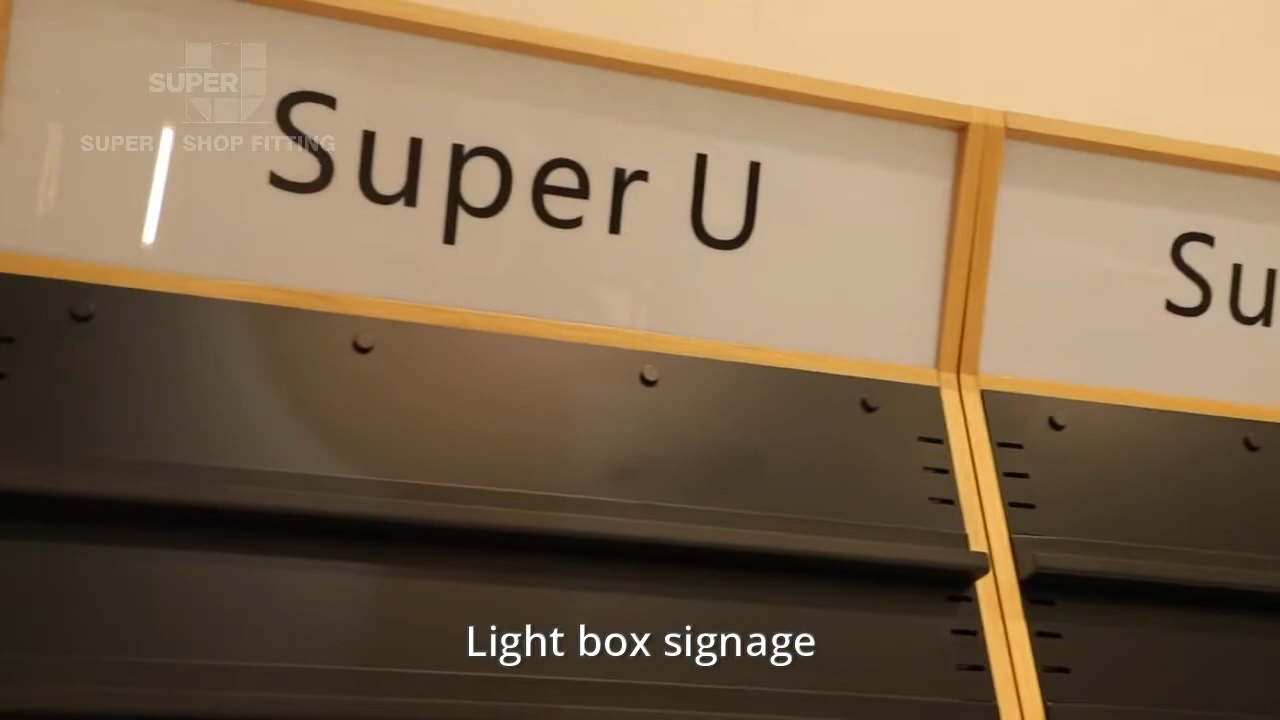 SUPER
SUPER U SHOP FITTING
Super U
Su
Light box signage